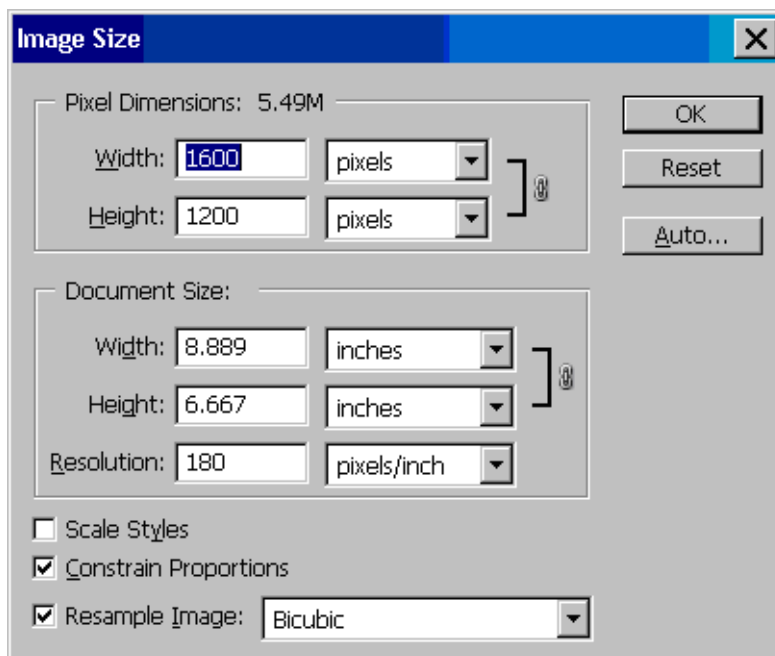 Image Size
Pixel Dimensions: 5.49M
OK
Width: 1600 pixels
Reset
Height: 1200 pixels
Auto...
Document Size:
Width: 8.889 inches
Height: 6.667 inches
Resolution: 180 pixels/inch
Scale Styles
Constrain Proportions
Resample Image: Bicubic